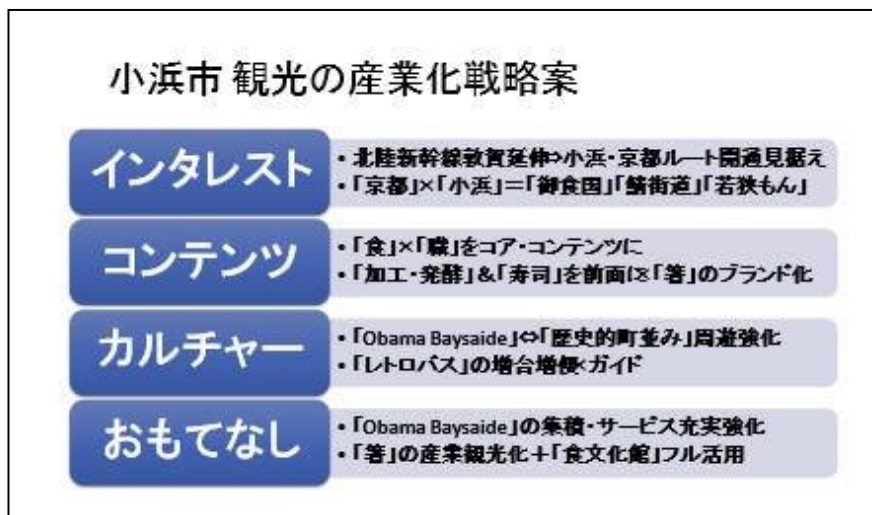 小浜市 観光の産業化戦略案
インタレスト
・北陸新幹線敦賀延伸⇒小浜・京都ルート開通見据え
・「京都」×「小浜」＝「御食国」「鯖街道」「若狭もん」
コンテンツ
・「食」×「職」をコア・コンテンツに
・「加工・発酵」&「寿司」を前面に&「箸」のブランド化
カルチャー
・「Obama Baysaide」⇔「歴史的町並み」周遊強化
・「レトロバス」の増台増便×ガイド
おもてなし
・「Obama Baysaide」の集積・サービス充実強化
・「箸」の産業観光化＋「食文化館」フル活用